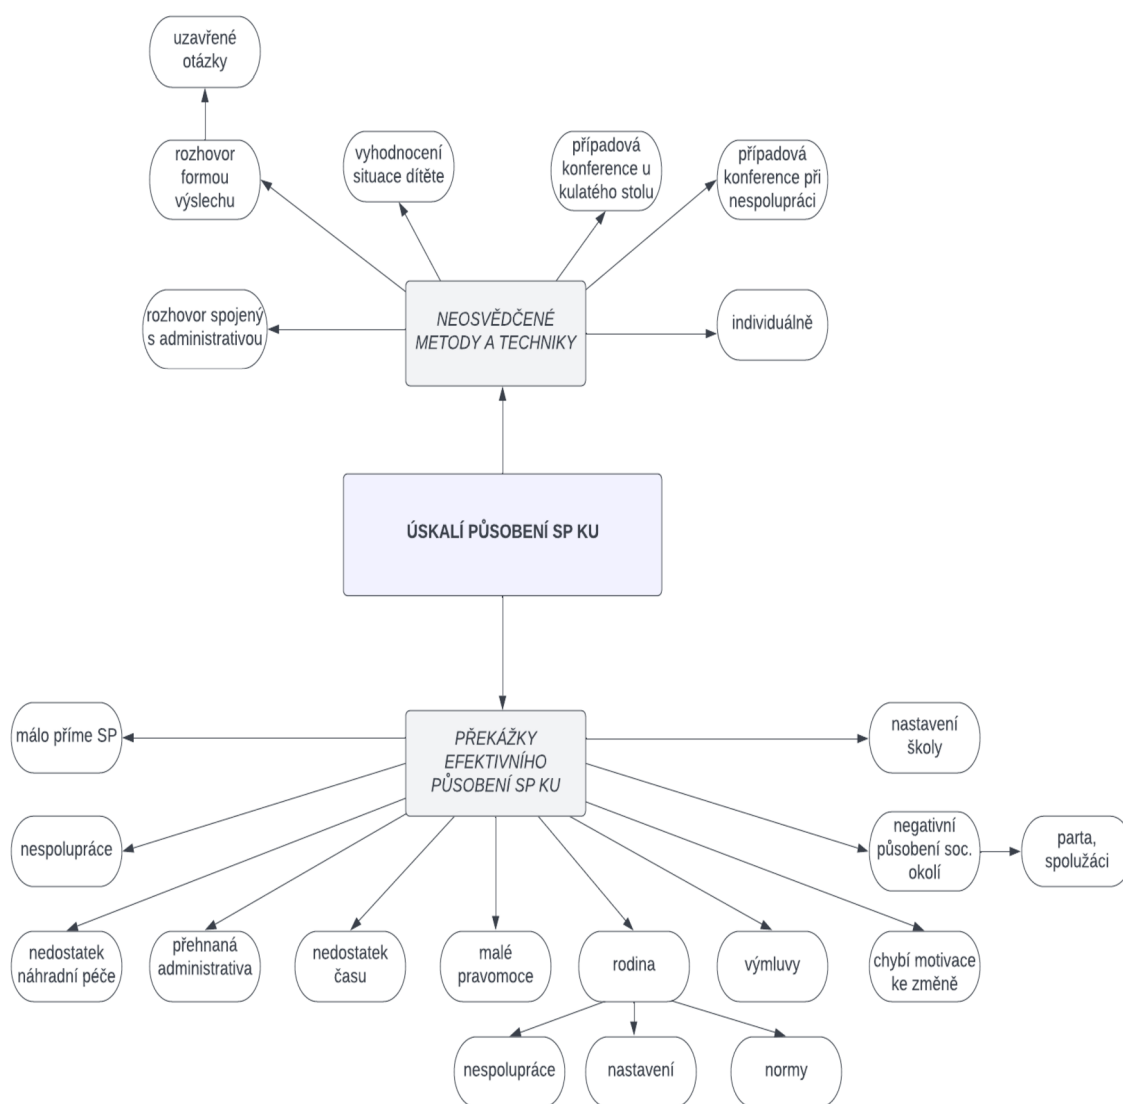 uzavřené
otázky
rozhovor
formou
výslechu
vyhodnocení
situace dítěte
případová
konference u
kulatého stolu
případová
konference při
nespolupráci
rozhovor spojený
s administrativou
NEOSVĚDČENÉ
METODY A TECHNIKY
individuálně
ÚSKALÍ PŮSOBENÍ SP KU
málo příme SP
PŘEKÁŽKY
EFEKTIVNÍHO
PŮSOBENÍ SP KU
nastavení
školy
nespolupráce
negativní
působení soc.
okolí
parta,
spolužáci
nedostatek
náhradní péče
přehnaná
administrativa
nedostatek
času
malé
pravomoce
rodina
výmluvy
chybí motivace
ke změně
nespolupráce
nastavení
normy